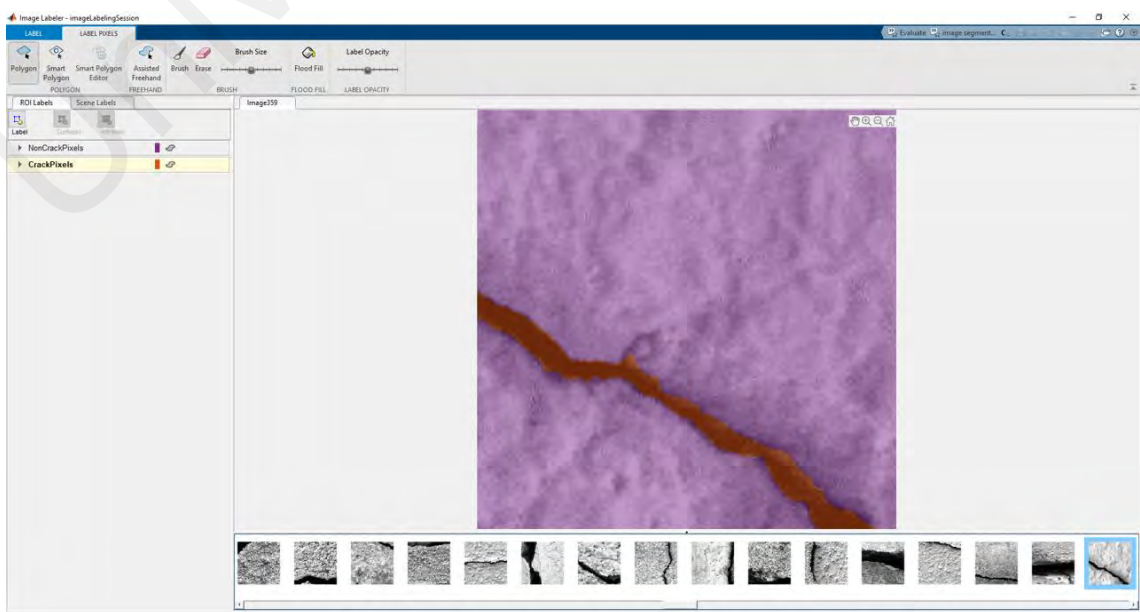 Image Labeler - imageLabelingSession
LABEL LABEL PIXELS
Evaluate image segment... C
Polygon Smart Polygon Smart Polygon Editor Assisted Freehand Brush Erase Brush Size Flood Fill Label Opacity
POLYGON FREEHAND BRUSH FLOOD FILL LABEL OPACITY
ROI Labels Scene Labels Image359
Label
NonCrackPixels
CrackPixels